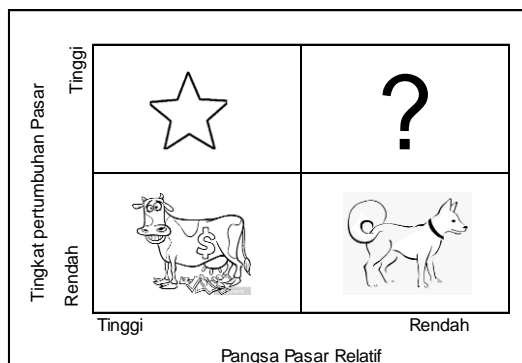 Tingkat pertumbuhan Pasar
Tinggi
Rendah
?
$
Tinggi
Rendah
Pangsa Pasar Relatif